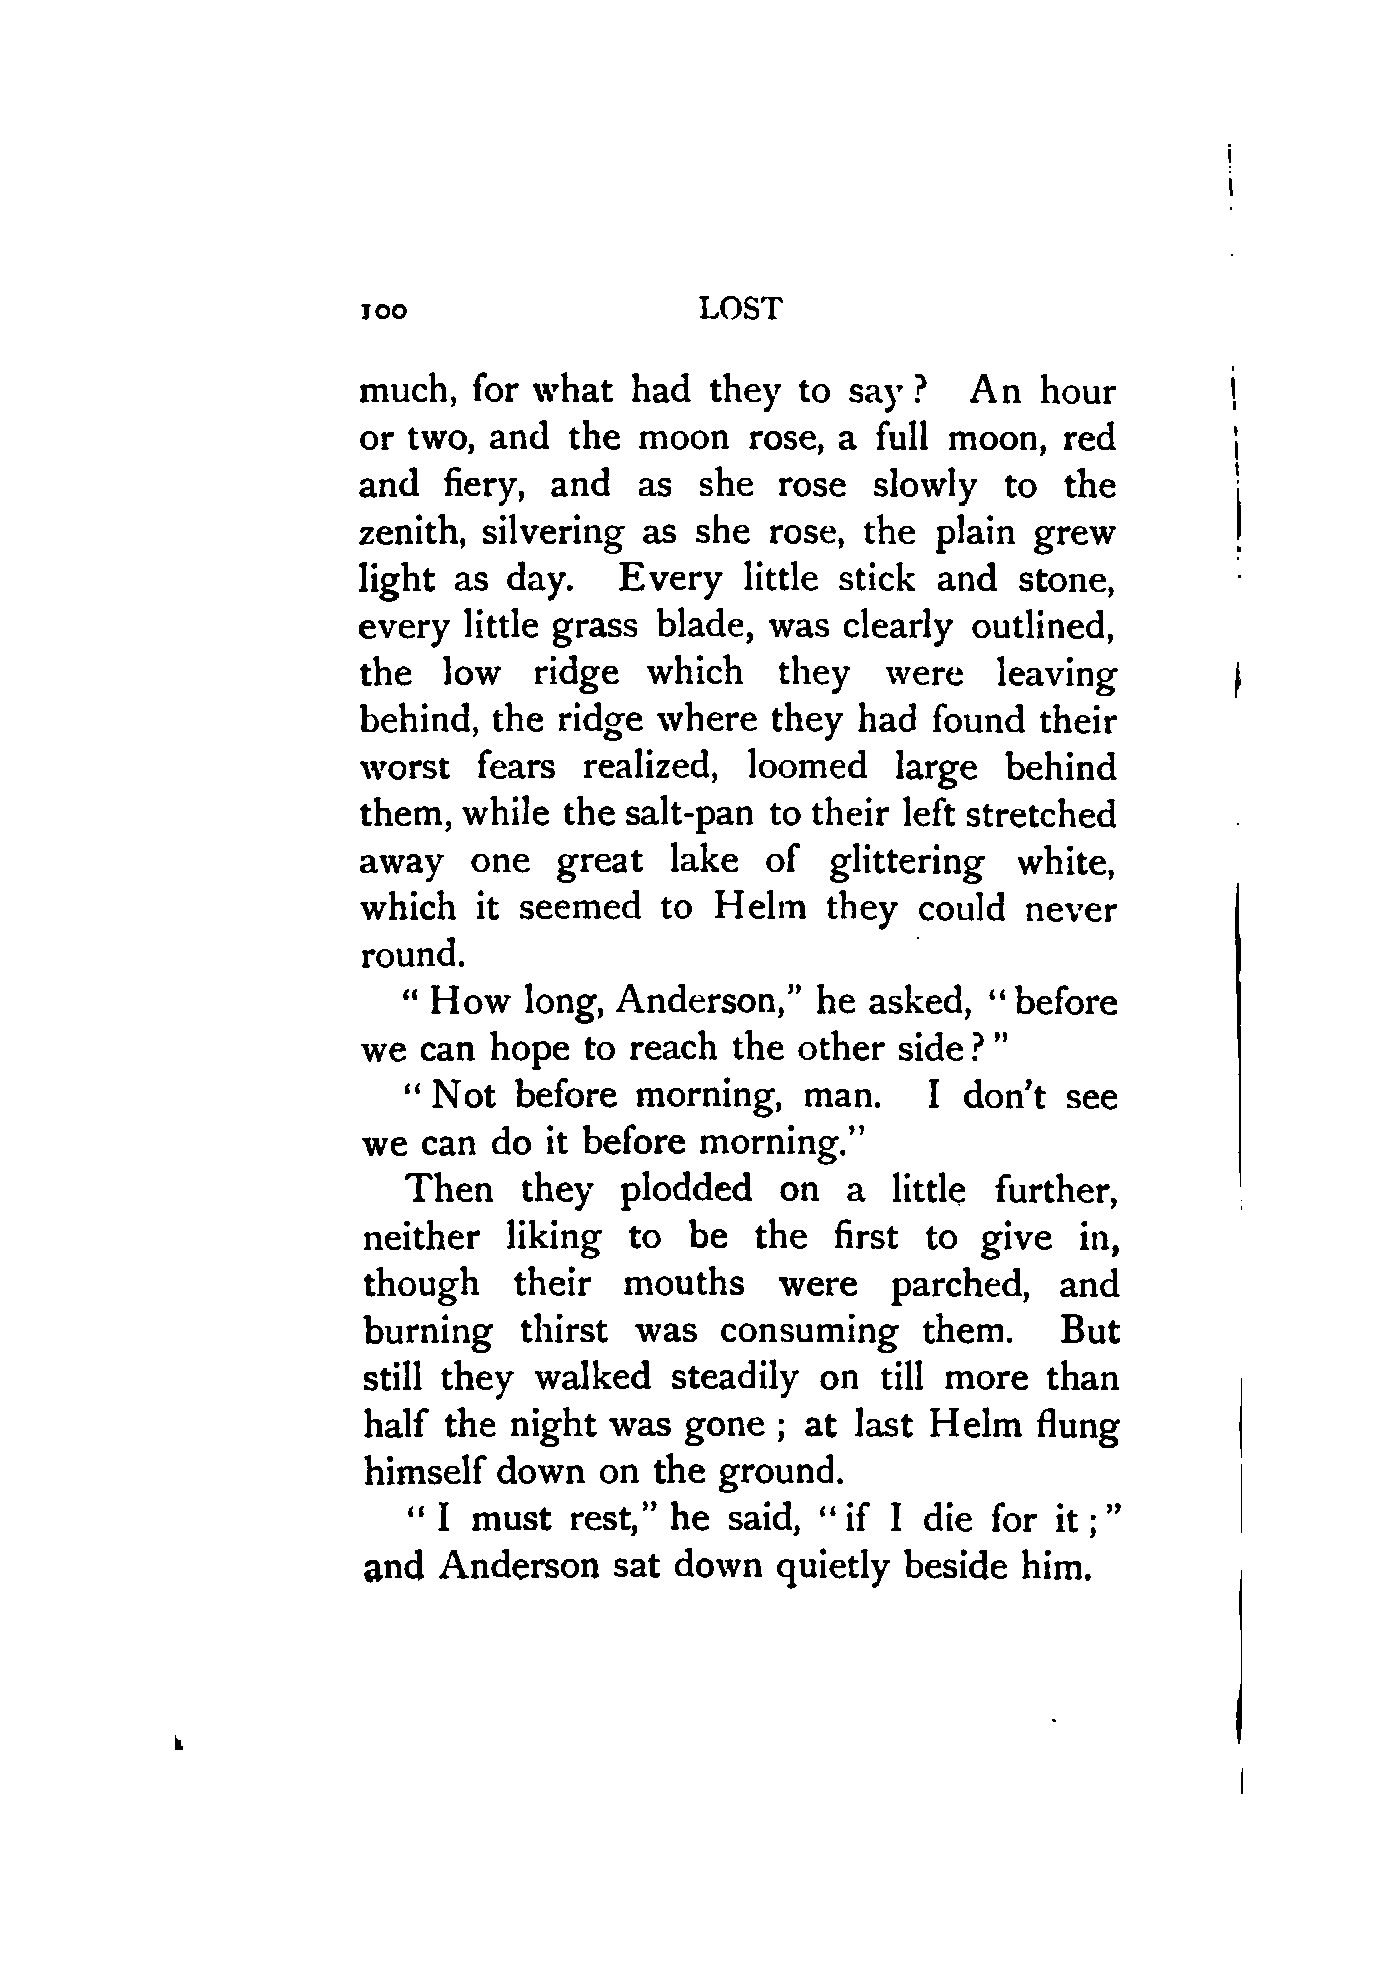 100 LOST
much, for what had they to say ? An hour
or two, and the moon rose, a full moon, red
and fiery, and as she rose slowly to the
zenith, silvering as she rose, the plain grew
light as day. Every little stick and stone,
every little grass blade, was clearly outlined,
the low ridge which they were leaving
behind, the ridge where they had found their
worst fears realized, loomed large behind
them, while the salt-pan to their left stretched
away one great lake of glittering white,
which it seemed to Helm they could never
round.
“ How long, Anderson,” he asked, “ before
we can hope to reach the other side ? ”
“ Not before morning, man. I don't see
we can do it before morning.”
Then they plodded on a little further,
neither liking to be the first to give in,
though their mouths were parched, and
burning thirst was consuming them. But
still they walked steadily on till more than
half the night was gone ; at last Helm flung
himself down on the ground.
“ I must rest,” he said, “ if I die for it ; ”
and Anderson sat down quietly beside him.